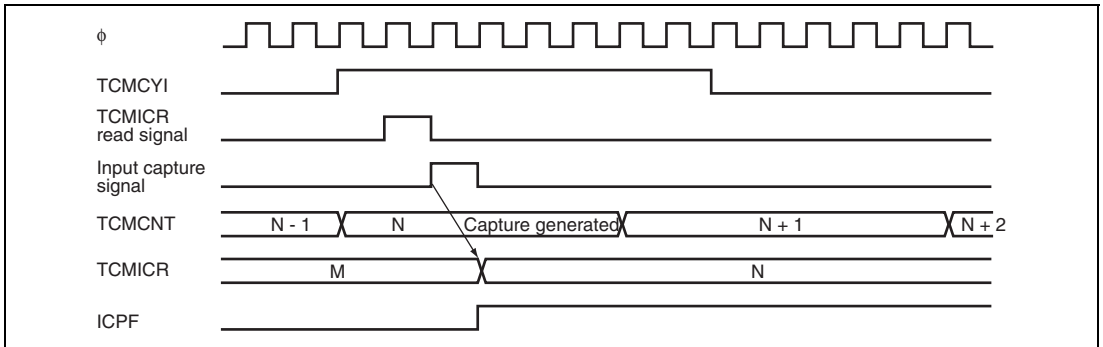 ϕ
TCMCYI
TCMICR
read signal
Input capture
signal
TCMCNT N - 1 N Capture generated N + 1 N + 2
TCMICR M N
ICPF